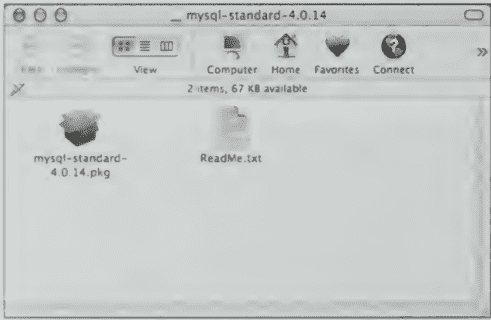 mysql-standard-4.0.14
View
Computer
Home
Favorites
Connect
2 items, 67 KB available
mysql-standard-
4.0.14.pkg
ReadMe.txt